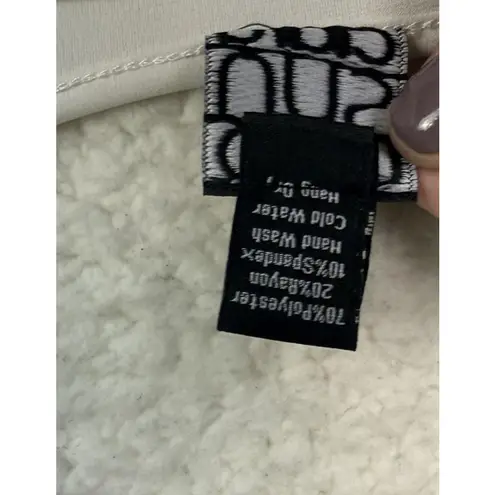 70%Polyester
20%Rayon
10%Spandex
Hand Wash
Cold Water
Hang Dry